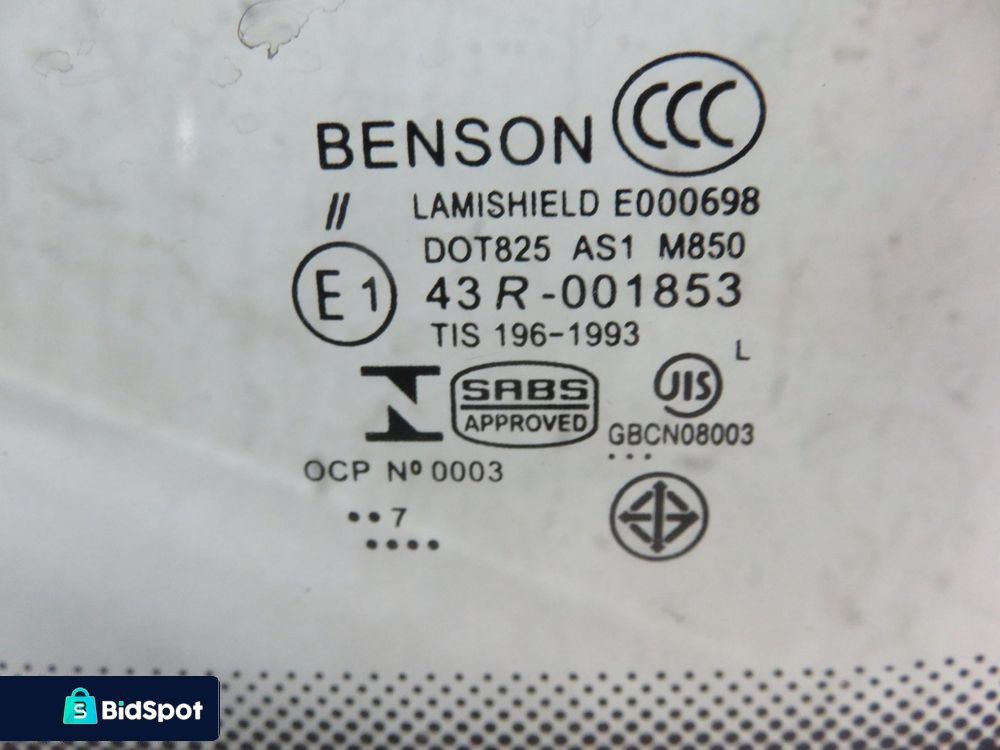 BENSON CCC
// LAMISHIELD E000698
DOT825 AS1 M850
E1 43R-001853
TIS 196-1993
L
SABS
APPROVED
JIS
GBCN08003
OCP Nº 0003
••7
••••
BidSpot